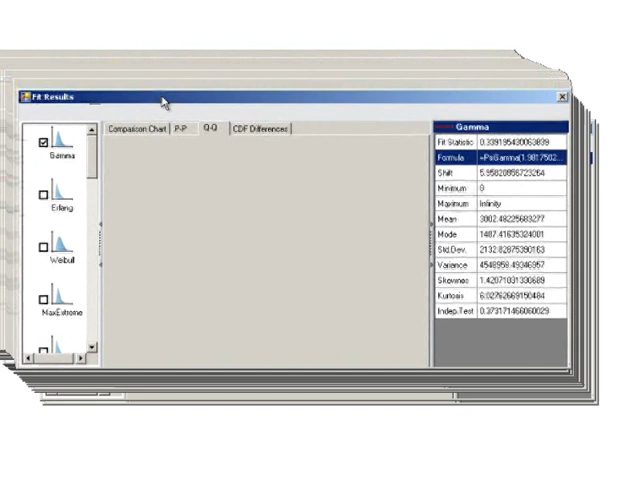 Fit Results
Comparison Chart P-P Q-Q CDF Differences
Gamma
Erlang
Weibull
MaxExtreme
Gamma
Fit Statistic 0.339195430063839
Formula =PsiGamma(1.9817502...
Shift 5.95820856723264
Minimum 0
Maximum Infinity
Mean 3002.48225683277
Mode 1487.41635324001
Std.Dev. 2132.82875390163
Variance 4548958.49346957
Skewnes 1.42071031330689
Kurtosis 6.02762669150484
Indep.Test 0.373171466060029